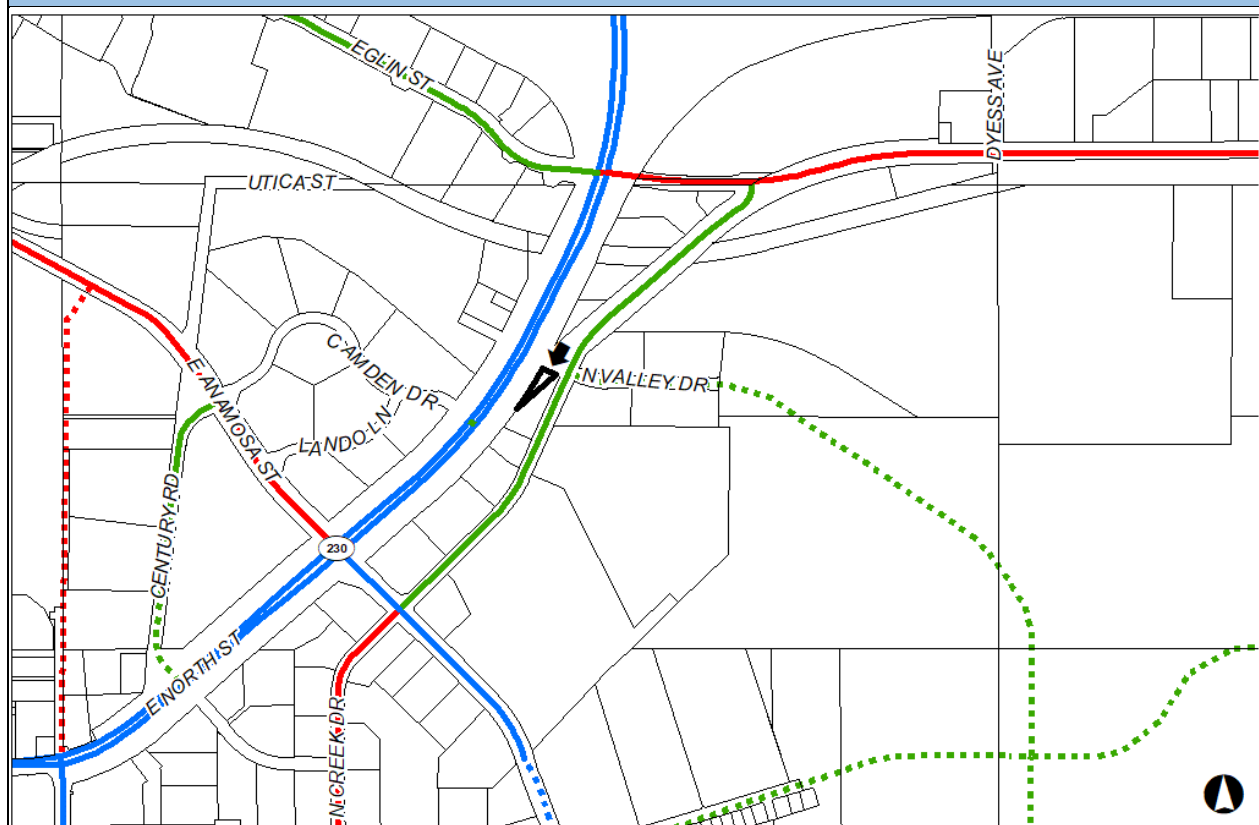 EGLIN ST
DYESS AVE
UTICA ST
CAMDEN DR
N VALLEY DR
E ANAMOSA ST
LANDO LN
CENTURY RD
230
E NORTH ST
EN CREEK DR